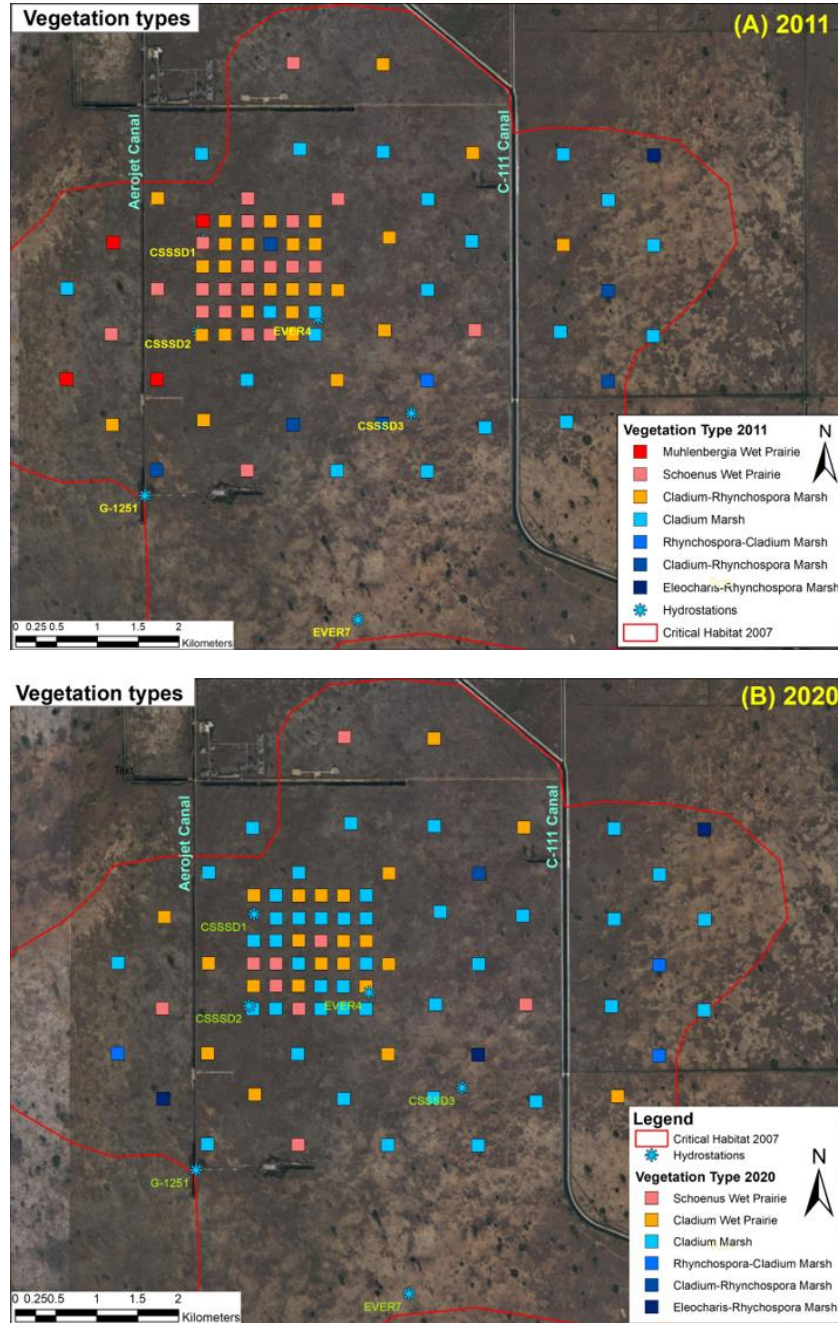 Vegetation types
(A) 2011
Aerojet Canal
C-111 Canal
CSSSD1
CSSSD2
EVER4
CSSSD3
G-1251
EVER7
Vegetation Type 2011
Muhlenbergia Wet Prairie
Schoenus Wet Prairie
Cladium-Rhynchospora Marsh
Cladium Marsh
Rhynchospora-Cladium Marsh
Cladium-Rhynchospora Marsh
Eleocharis-Rhychospora Marsh
Hydrostations
Critical Habitat 2007
N
0 0.25 0.5 1 1.5 2
Kilometers
Vegetation types
(B) 2020
Text
Aerojet Canal
C-111 Canal
CSSSD1
CSSSD2
EVER4
CSSSD3
G-1251
EVER7
Legend
Critical Habitat 2007
Hydrostations
Vegetation Type 2020
Schoenus Wet Prairie
Cladium Wet Prairie
Cladium Marsh
Rhynchospora-Cladium Marsh
Cladium-Rhynchospora Marsh
Eleocharis-Rhychospora Marsh
N
0 0.250.5 1 1.5 2
Kilometers